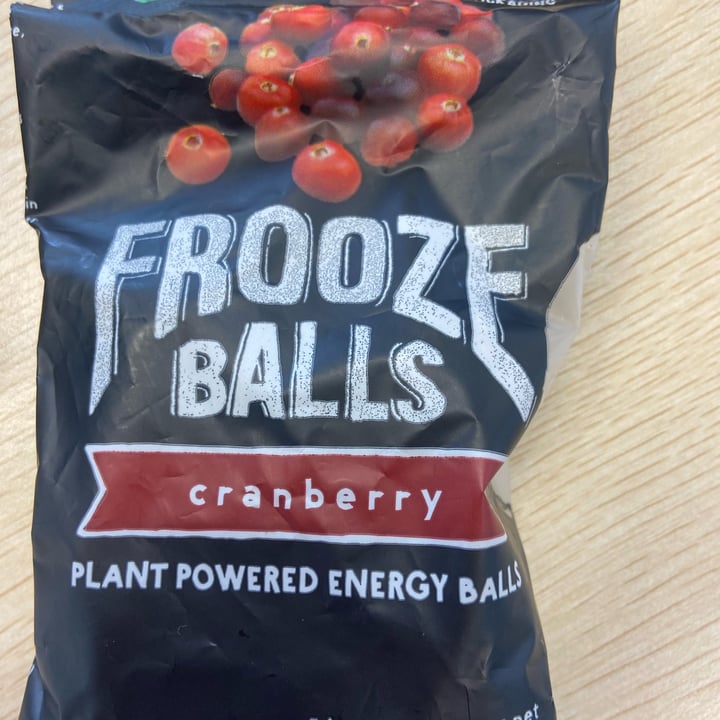 FROOZE
BALLS
cranberry
PLANT POWERED ENERGY BALLS